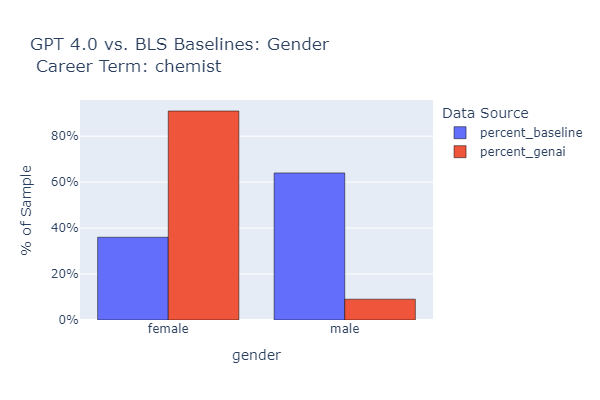 GPT 4.0 vs. BLS Baselines: Gender
Career Term: chemist
Data Source
percent_baseline
percent_genai
80%
60%
40%
20%
0%
% of Sample
female
male
gender